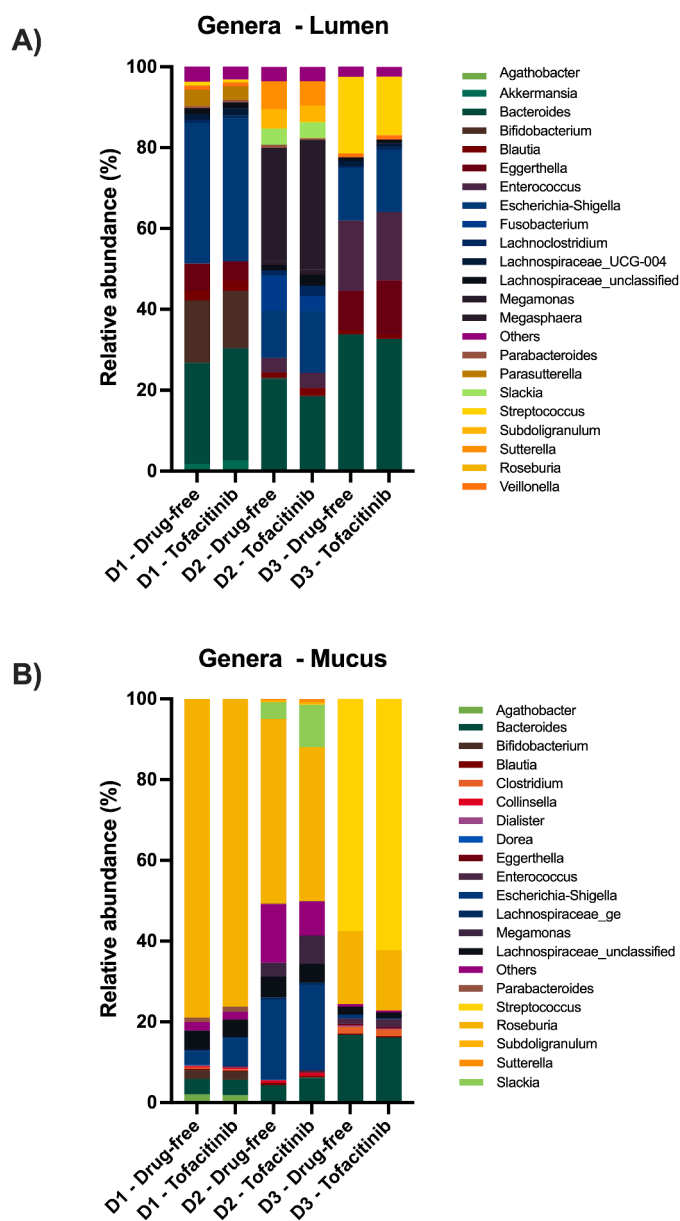 A)
Genera - Lumen
Relative abundance (%)
100
80
60
40
20
0
D1 - Drug-free
D1 - Tofacitinib
D2 - Drug-free
D2 - Tofacitinib
D3 - Drug-free
D3 - Tofacitinib
Agathobacter
Akkermansia
Bacteroides
Bifidobacterium
Blautia
Eggerthella
Enterococcus
Escherichia-Shigella
Fusobacterium
Lachnoclostridium
Lachnospiraceae_UCG-004
Lachnospiraceae_unclassified
Megamonas
Megasphaera
Others
Parabacteroides
Parasutterella
Slackia
Streptococcus
Subdoligranulum
Sutterella
Roseburia
Veillonella
B)
Genera - Mucus
Relative abundance (%)
100
80
60
40
20
0
D1 - Drug-free
D1 - Tofacitinib
D2 - Drug-free
D2 - Tofacitinib
D3 - Drug-free
D3 - Tofacitinib
Agathobacter
Bacteroides
Bifidobacterium
Blautia
Clostridium
Collinsella
Dialister
Dorea
Eggerthella
Enterococcus
Escherichia-Shigella
Lachnospiraceae_ge
Megamonas
Lachnospiraceae_unclassified
Others
Parabacteroides
Streptococcus
Roseburia
Subdoligranulum
Sutterella
Slackia